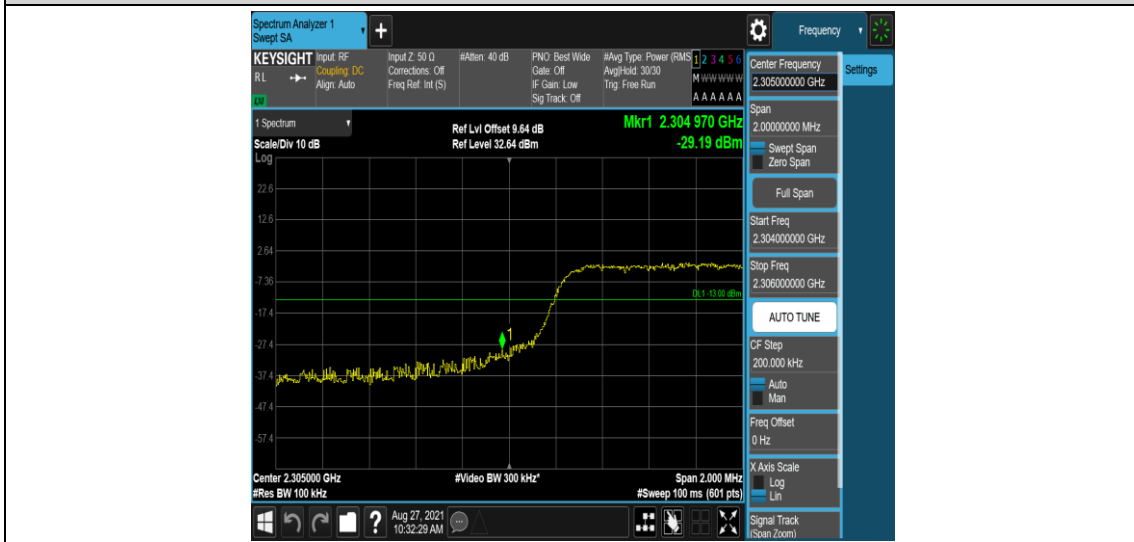 Spectrum Analyzer 1
Swept SA
+
Frequency
KEYSIGHT
RL
LXI
Input: RF
Coupling: DC
Align: Auto
Input Z: 50 Ω
Corrections: Off
Freq Ref: Int (S)
#Atten: 40 dB
PNO: Best Wide
Gate: Off
IF Gain: Low
Sig Track: Off
#Avg Type: Power (RMS
Avg|Hold: 30/30
Trig: Free Run
1 2 3 4 5 6
M W W W W W
A A A A A A
Center Frequency
2.305000000 GHz
Settings
1 Spectrum
Scale/Div 10 dB
Ref Lvl Offset 9.64 dB
Ref Level 32.64 dBm
Mkr1 2.304 970 GHz
-29.19 dBm
Span
2.00000000 MHz
Swept Span
Zero Span
Full Span
Start Freq
2.304000000 GHz
Stop Freq
2.306000000 GHz
AUTO TUNE
CF Step
200.000 kHz
Auto
Man
Freq Offset
0 Hz
X Axis Scale
Log
Lin
Signal Track
(Span Zoom)
Log
22.6
12.6
2.64
-7.36
DL1 -13.00 dBm
-17.4
-27.4
1
-37.4
-47.4
-57.4
Center 2.305000 GHz
#Res BW 100 kHz
#Video BW 300 kHz*
Span 2.000 MHz
#Sweep 100 ms (601 pts)
?
Aug 27, 2021
10:32:29 AM